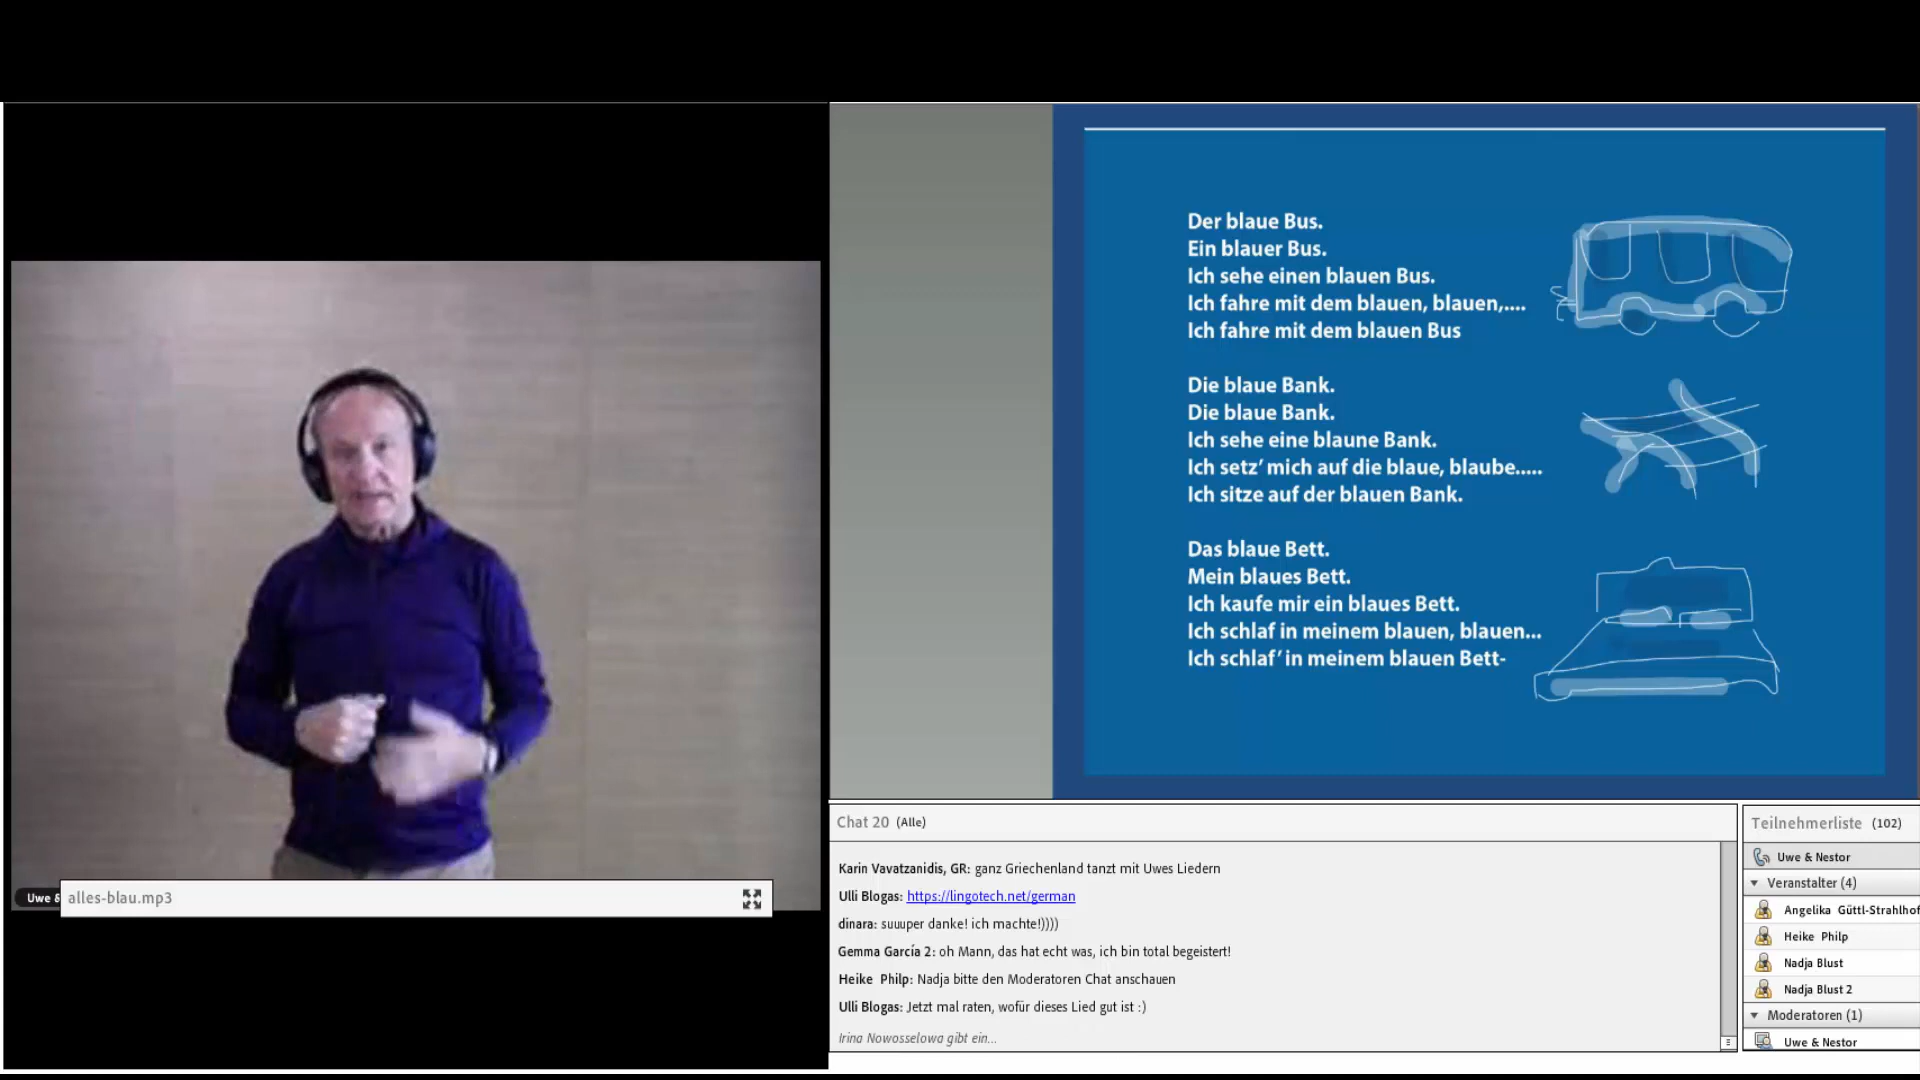 Der blaue Bus.
Ein blauer Bus.
Ich sehe einen blauen Bus.
Ich fahre mit dem blauen, blauen,....
Ich fahre mit dem blauen Bus
Die blaue Bank.
Die blaue Bank.
Ich sehe eine blaune Bank.
Ich setz’ mich auf die blaue, blaube.....
Ich sitze auf der blauen Bank.
Das blaue Bett.
Mein blaues Bett.
Ich kaufe mir ein blaues Bett.
Ich schlaf in meinem blauen, blauen...
Ich schlaf’ in meinem blauen Bett-
Uwe &
alles-blau.mp3
Chat 20 (Alle)
Karin Vavatzanidis, GR: ganz Griechenland tanzt mit Uwes Liedern
Ulli Blogas: https://lingotech.net/german
dinara: suuuper danke! ich machte!))))
Gemma García 2: oh Mann, das hat echt was, ich bin total begeistert!
Heike Philp: Nadja bitte den Moderatoren Chat anschauen
Ulli Blogas: Jetzt mal raten, wofür dieses Lied gut ist :)
Irina Nowosselowa gibt ein...
Teilnehmerliste (102)
Uwe & Nestor
Veranstalter (4)
Angelika Güttl-Strahlhof
Heike Philp
Nadja Blust
Nadja Blust 2
Moderatoren (1)
Uwe & Nestor